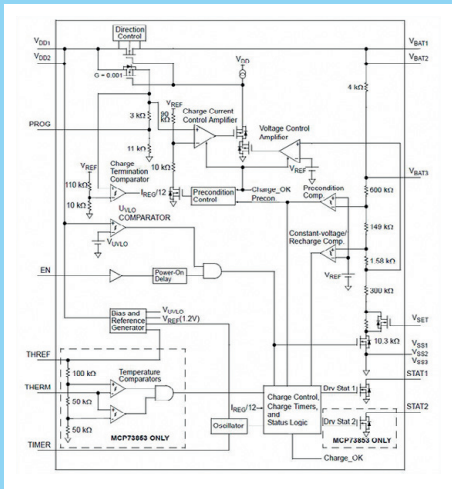 Direction
Control
VDD1
VDD2
VBAT1
VBAT2
G = 0.001
VDD
4 kΩ
VREF
90
kΩ
3 kΩ
Charge Current
Control Amplifier
PROG
Voltage Control
Amplifier
11 kΩ
VREF
Charge
Termination
Comparator
10 kΩ
VREF
VBAT3
110 kΩ
10 kΩ
IREG/12
Precondition
Control
Charge_OK
Precon.
Precondition
Comp.
600 kΩ
UVLO
COMPARATOR
Constant-voltage/
Recharge Comp.
149 kΩ
VUVLO
1.58 kΩ
EN
Power-On
Delay
VREF
300 kΩ
Bias and
Reference
Generator
VUVLO
VREF(1.2V)
VSET
10.3 kΩ
VSS1
VSS2
VSS3
THREF
100 kΩ
Temperature
Comparators
STAT1
Drv Stat 1
THERM
50 kΩ
IREG/12
Charge Control,
Charge Timers,
and
Status Logic
STAT2
Drv Stat 2
50 kΩ
Oscillator
MCP73853 ONLY
MCP73853 ONLY
TIMER
Charge_OK